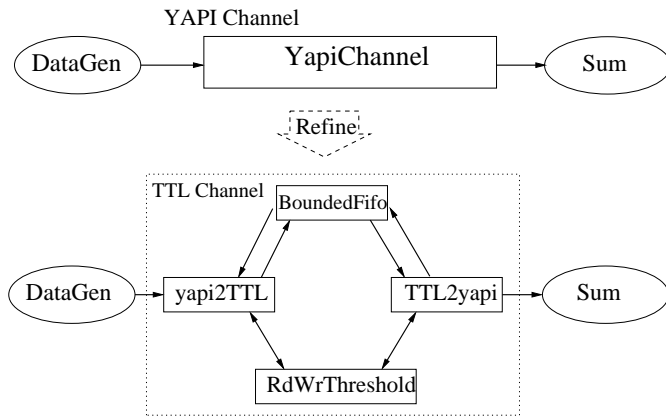 YAPI Channel
DataGen
YapiChannel
Sum
Refine
TTL Channel
BoundedFifo
DataGen
yapi2TTL
TTL2yapi
Sum
RdWrThreshold